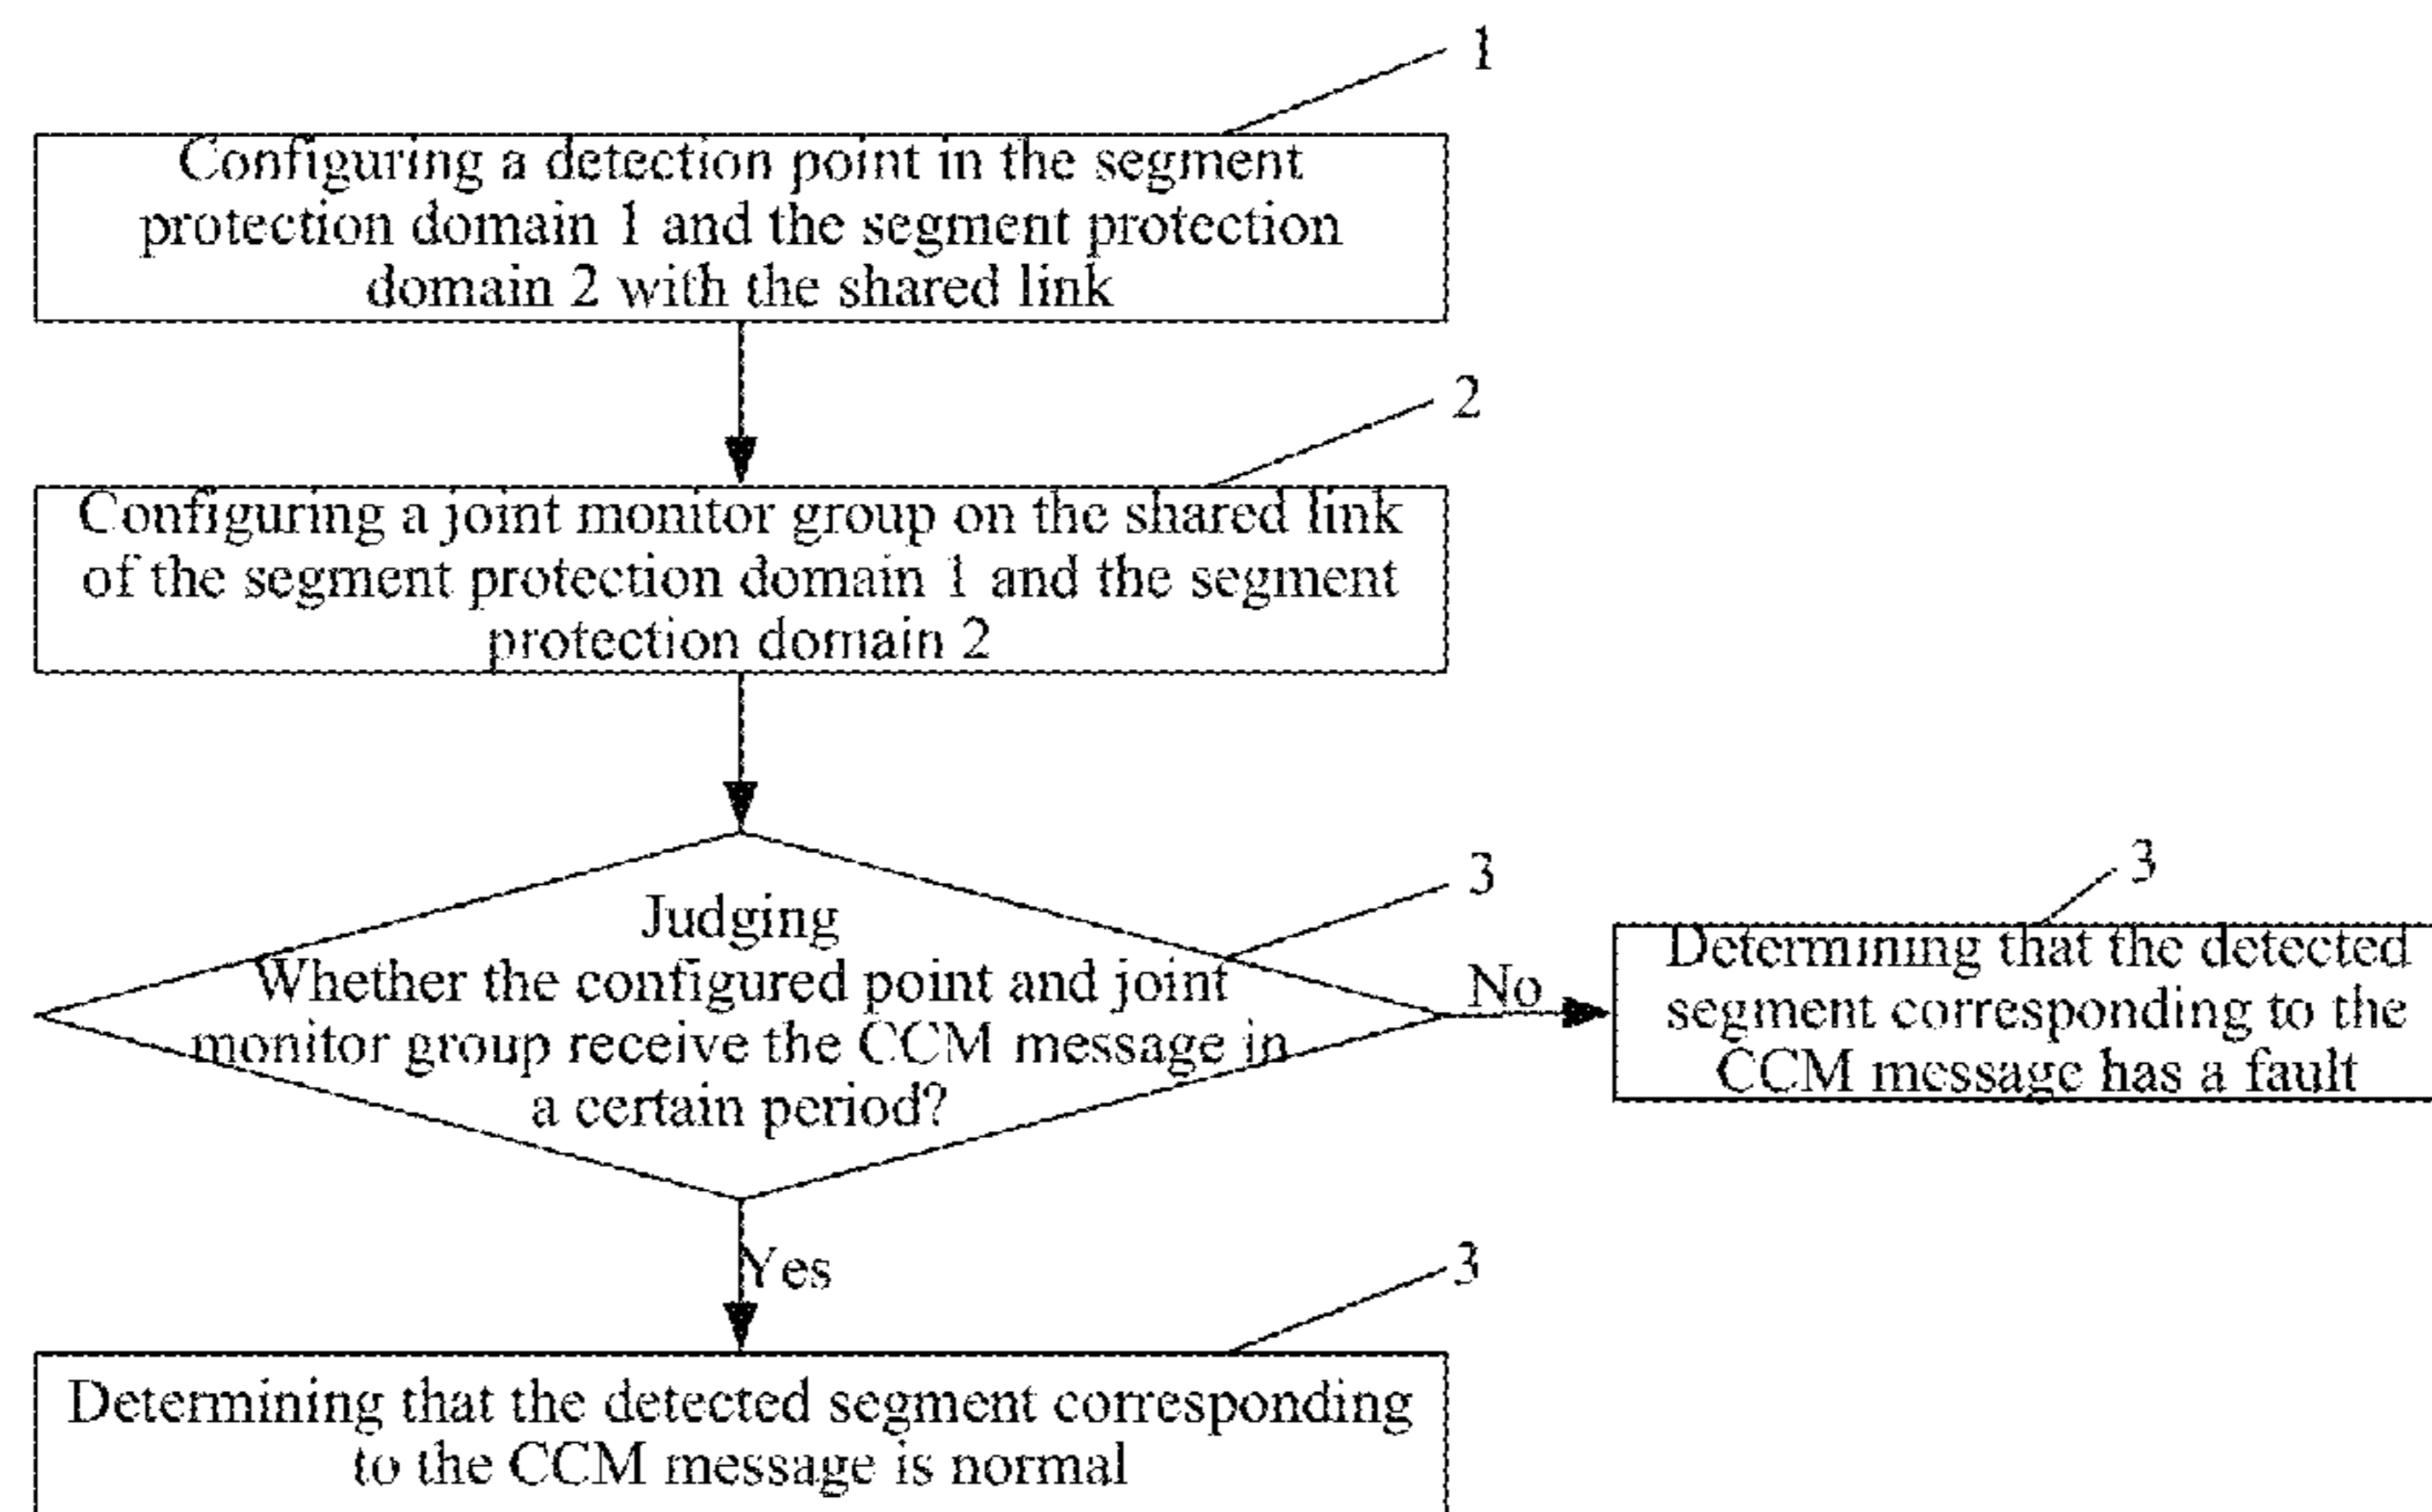 1
Configuring a detection point in the segment
protection domain 1 and the segment protection
domain 2 with the shared link
2
Configuring a joint monitor group on the shared link
of the segment protection domain 1 and the segment
protection domain 2
3
Judging
Whether the configured point and joint
monitor group receive the CCM message in
a certain period?
No
3
Determining that the detected
segment corresponding to the
CCM message has a fault
Yes
3
Determining that the detected segment corresponding
to the CCM message is normal